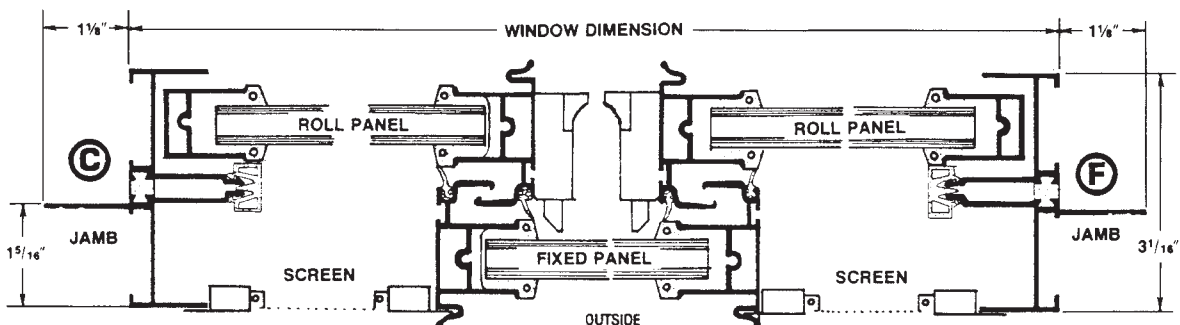 1⅛"
WINDOW DIMENSION
1⅛"
ROLL PANEL
ROLL PANEL
C
F
JAMB
JAMB
1⁵/₁₆"
3¹/₁₆"
FIXED PANEL
SCREEN
SCREEN
OUTSIDE